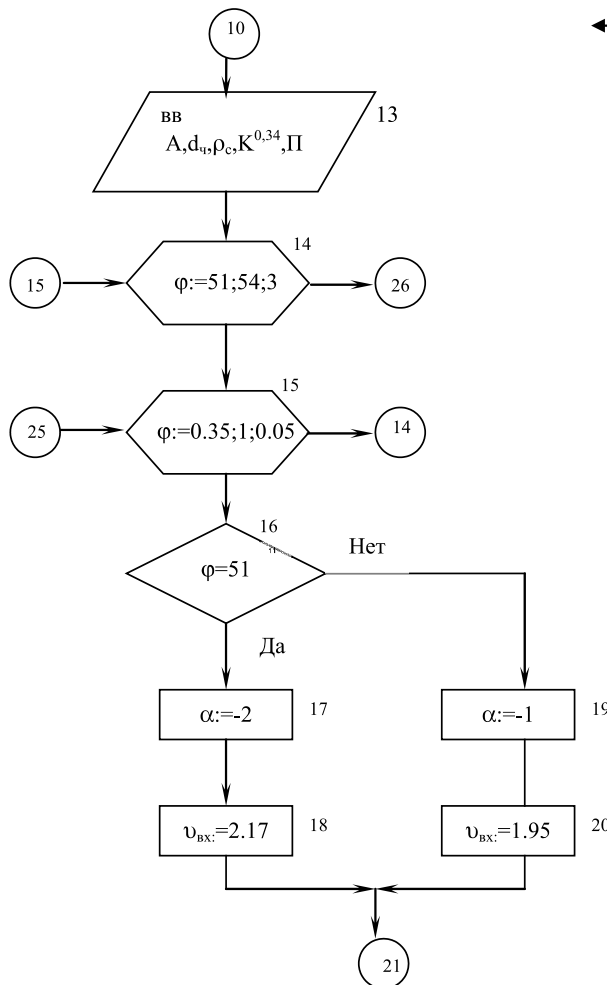 10
вв
A,dч,ρс,K0,34,П
13
14
15
φ:=51;54;3
26
15
25
φ:=0.35;1;0.05
14
16
φ=51
Нет
Да
α:=-2
17
α:=-1
19
υвх:=2.17
18
υвх:=1.95
20
21